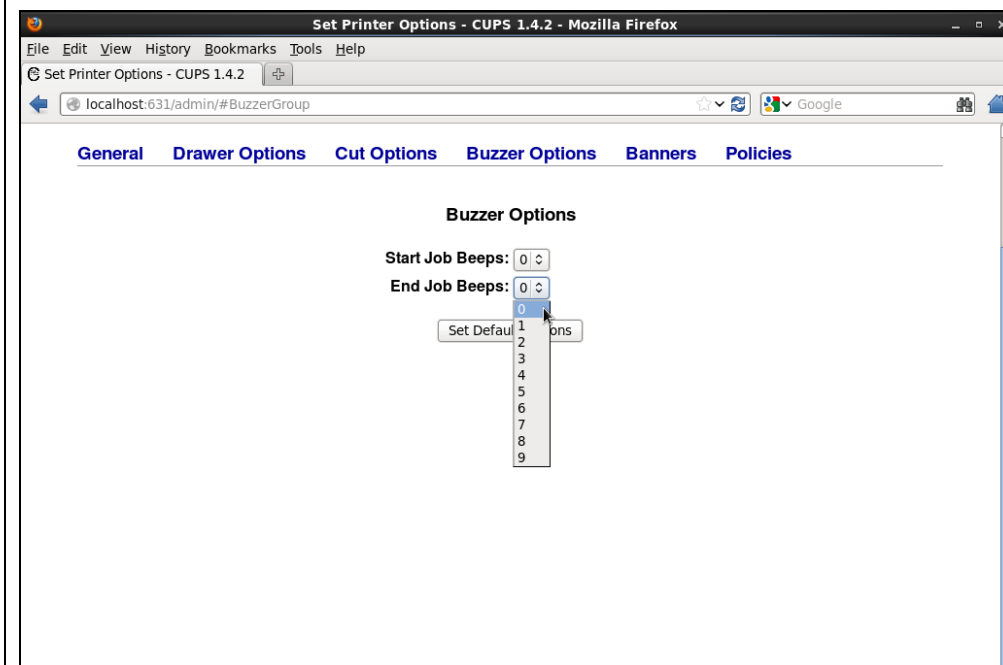 Set Printer Options - CUPS 1.4.2 - Mozilla Firefox
File Edit View History Bookmarks Tools Help
Set Printer Options - CUPS 1.4.2
localhost:631/admin/#BuzzerGroup Google
General Drawer Options Cut Options Buzzer Options Banners Policies
Buzzer Options
Start Job Beeps: 0
End Job Beeps: 0
0
1
Set Defau ons
2
3
4
5
6
7
8
9